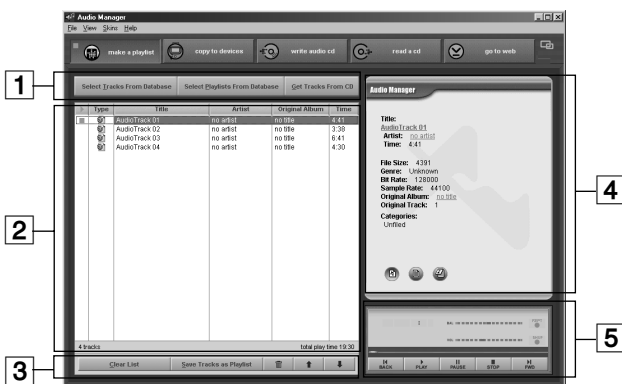 Audio Manager
File View Skins Help
make a playlist copy to devices write audio cd read a cd go to web
1
Select Tracks From Database Select Playlists From Database Get Tracks From CD
Type Title Artist Original Album Time
AudioTrack 01 no artist no title 4:41
AudioTrack 02 no artist no title 3:38
AudioTrack 03 no artist no title 6:41
AudioTrack 04 no artist no title 4:30
2
4 tracks total play time 19:30
3
Clear List Save Tracks as Playlist
Audio Manager
Title:
AudioTrack 01
Artist: no artist
Time: 4:41
File Size: 4391
Genre: Unknown
Bit Rate: 128000
Sample Rate: 44100
Original Album: no title
Original Track: 1
Categories:
Unfiled
4
5
BACK PLAY PAUSE STOP FWD